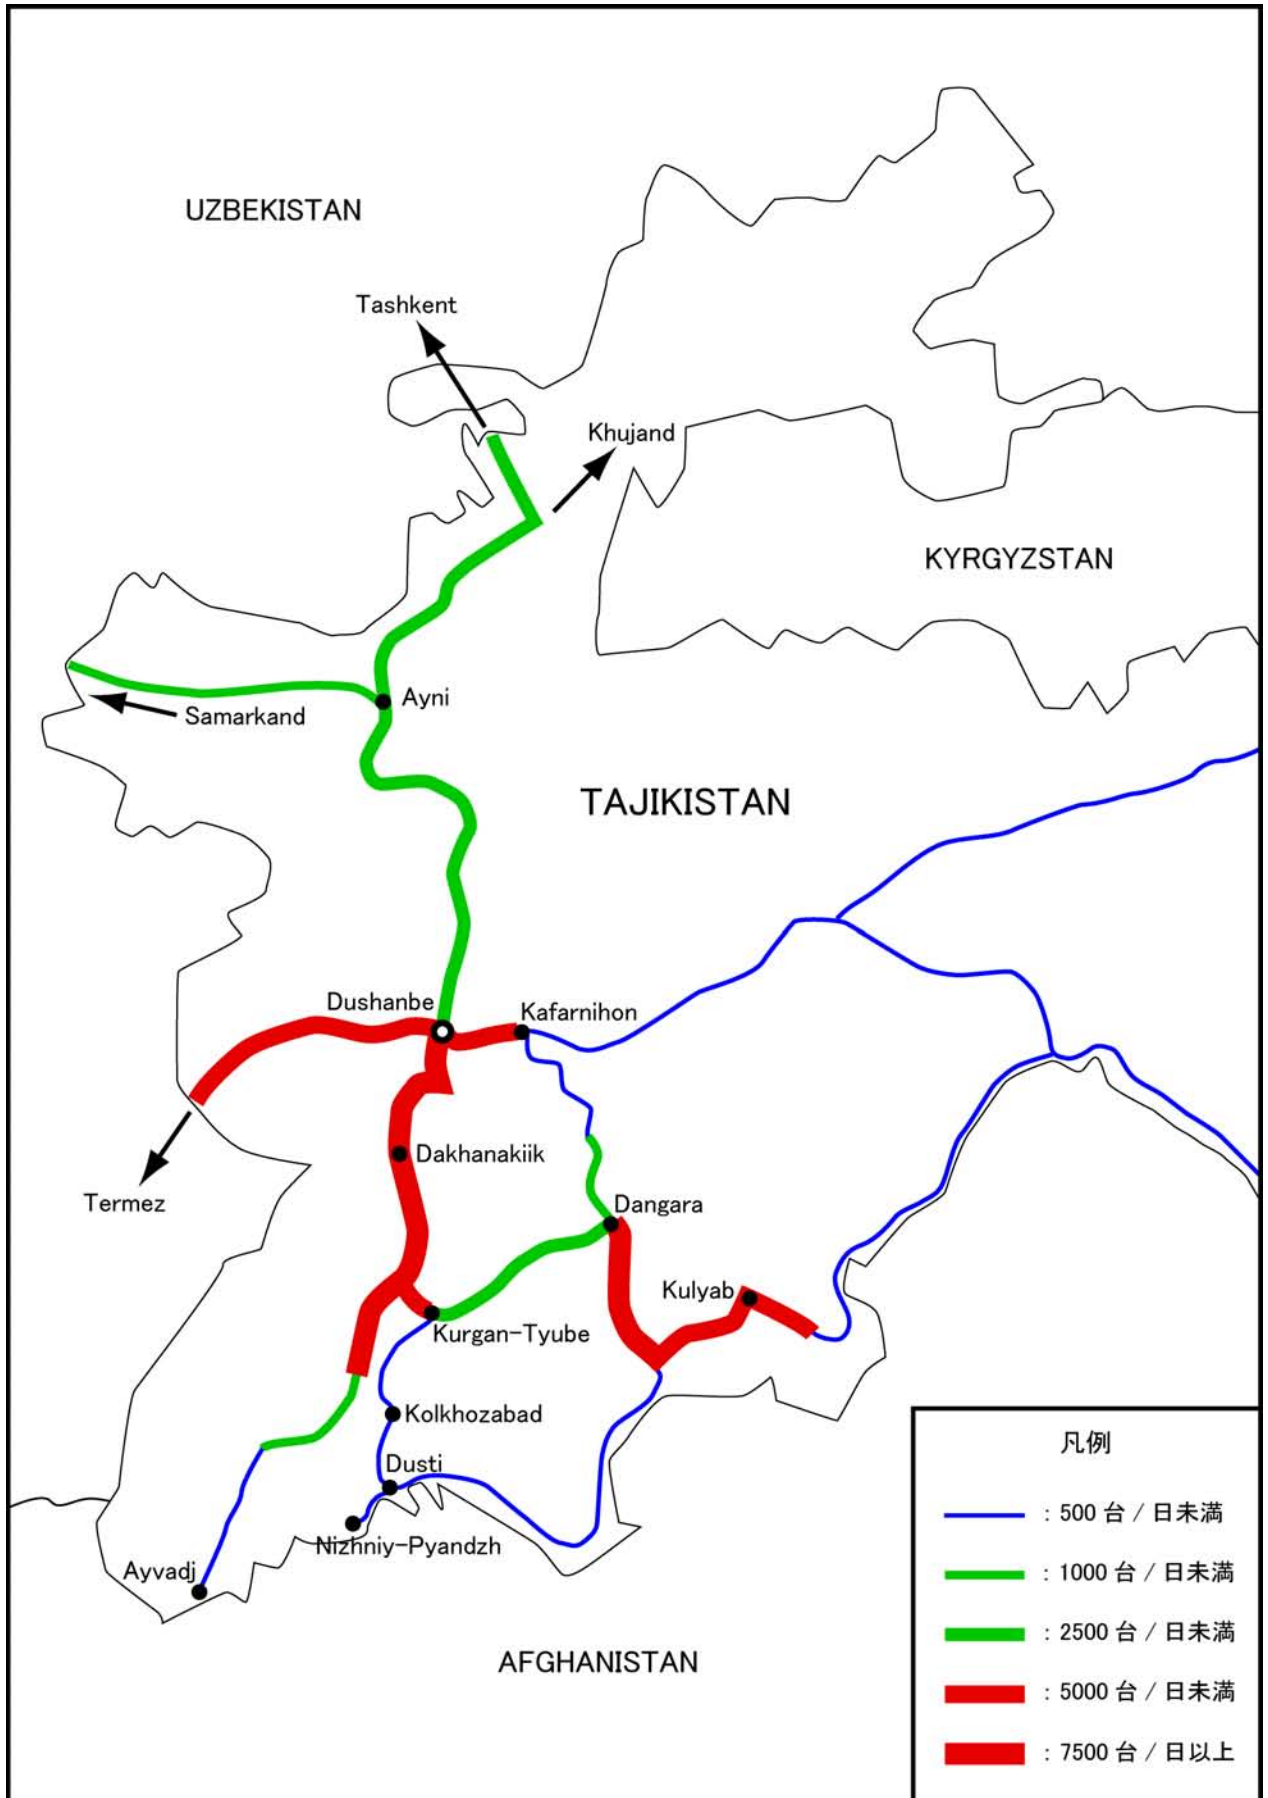 UZBEKISTAN
Tashkent
Khujand
KYRGYZSTAN
Ayni
Samarkand
TAJIKISTAN
Dushanbe
Kafarnihon
Dakhanakiik
Termez
Dangara
Kulyab
Kurgan-Tyube
Kolkhozabad
Dusti
Nizhniy-Pyandzh
Ayvadj
AFGHANISTAN
凡例
: 500 台 / 日未満
: 1000 台 / 日未満
: 2500 台 / 日未満
: 5000 台 / 日未満
: 7500 台 / 日以上